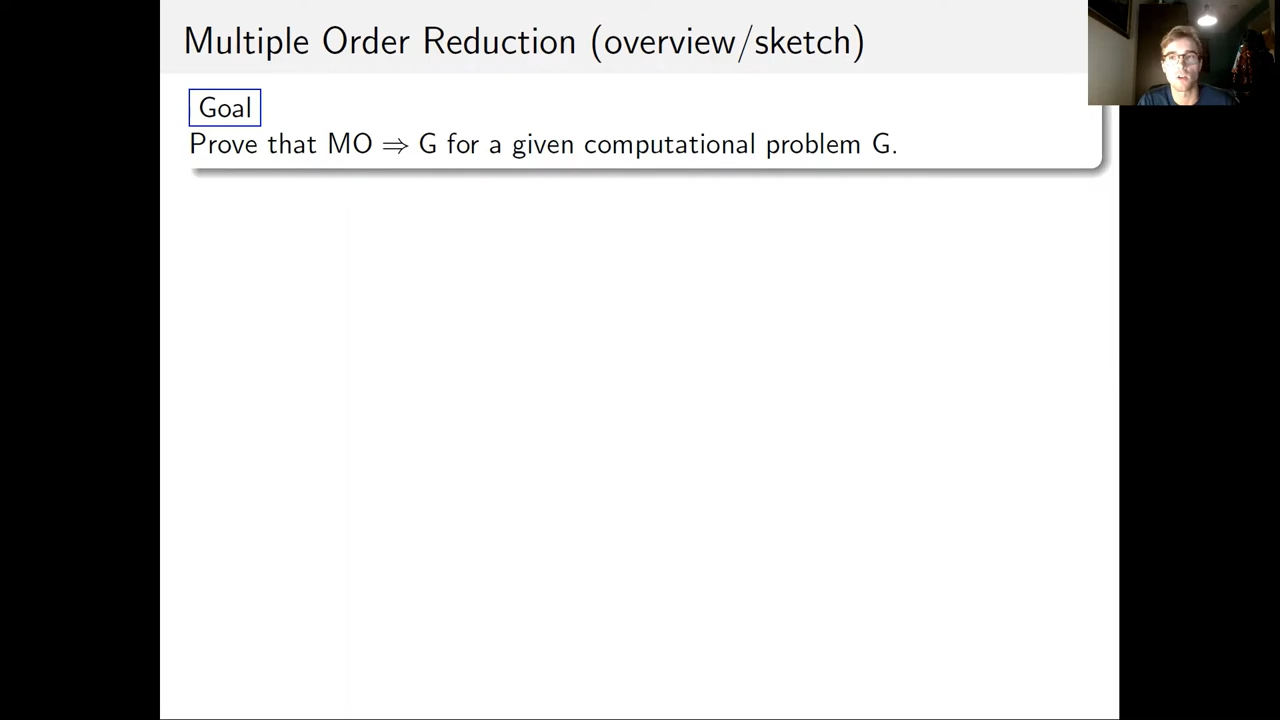 Multiple Order Reduction (overview/sketch)
Goal
Prove that MO ⇒ G for a given computational problem G.